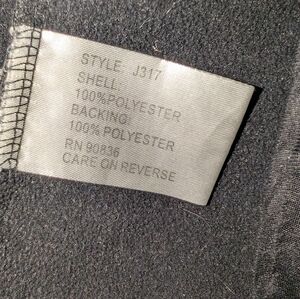 STYLE: J317
SHELL:
100%POLYESTER
BACKING:
100% POLYESTER
RN 90836
CARE ON REVERSE